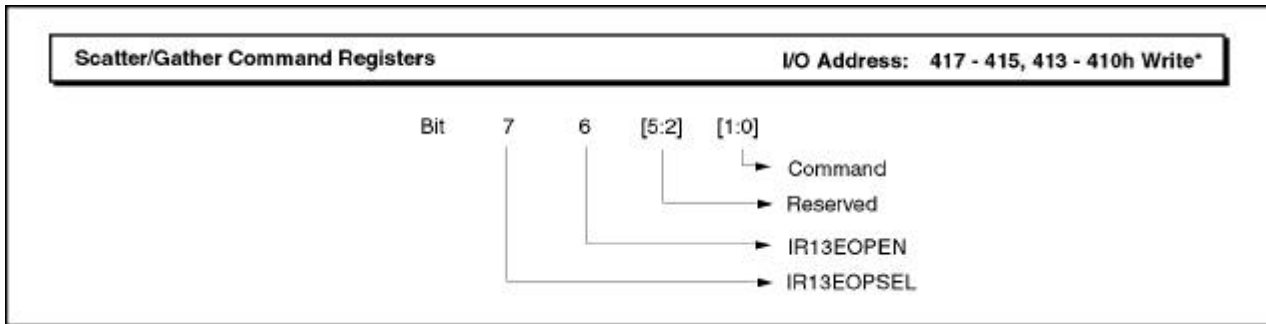 Scatter/Gather Command Registers I/O Address: 417 - 415, 413 - 410h Write*
Bit 7 6 [5:2] [1:0]
Command
Reserved
IR13EOPEN
IR13EOPSEL